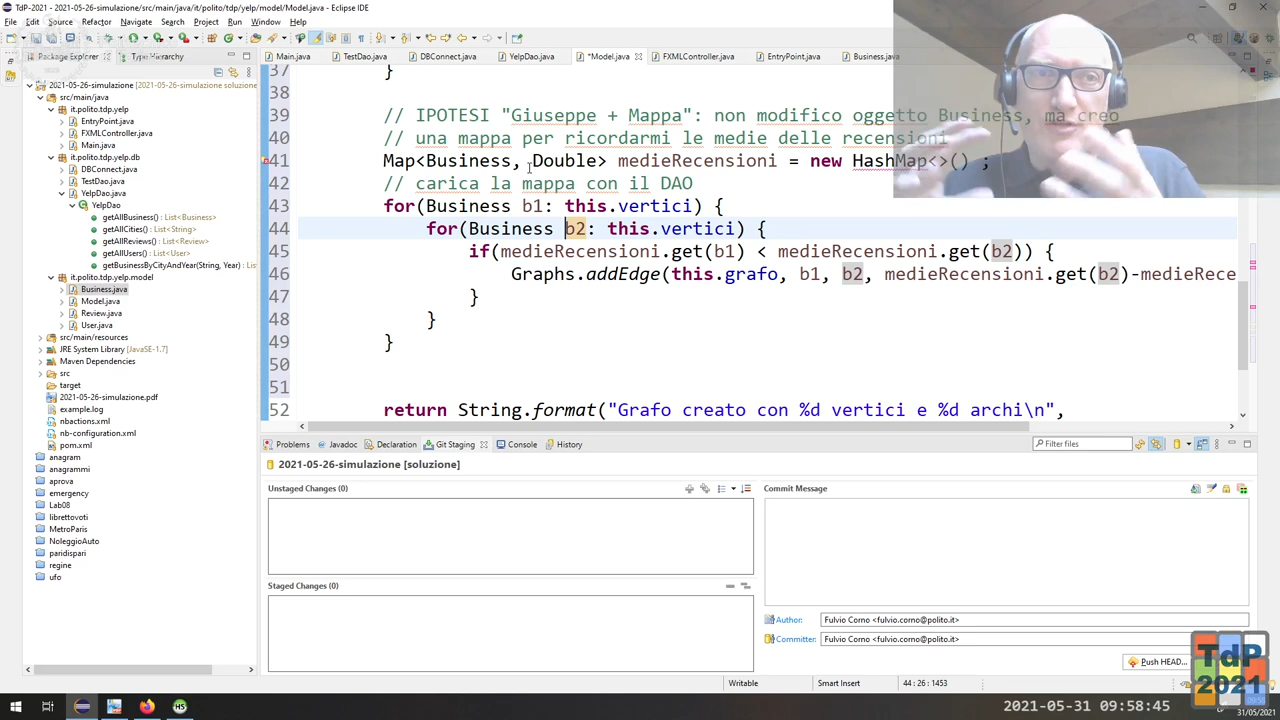 TdP-2021 - 2021-05-26-simulazione/src/main/java/it/polito/tdp/yelp/model/Model.java - Eclipse IDE
File Edit Source Refactor Navigate Search Project Run Window Help
Package Explorer Type Hierarchy
Main.java TestDao.java DBConnect.java YelpDao.java *Model.java FXMLController.java EntryPoint.java Business.java
2021-05-26-simulazione [2021-05-26-simulazione soluzione
src/main/java
it.polito.tdp.yelp
EntryPoint.java
FXMLController.java
Main.java
it.polito.tdp.yelp.db
DBConnect.java
TestDao.java
YelpDao.java
YelpDao
getAllBusiness() : List<Business>
getAllCities() : List<String>
getAllReviews() : List<Review>
getAllUsers() : List<User>
getBusinessByCityAndYear(String, Year) : List<Business>
it.polito.tdp.yelp.model
Business.java
Model.java
Review.java
User.java
src/main/resources
JRE System Library [JavaSE-1.7]
Maven Dependencies
src
target
2021-05-26-simulazione.pdf
example.log
nbactions.xml
nb-configuration.xml
pom.xml
anagram
anagrammi
aprova
emergency
Lab08
librettovoti
MetroParis
NoleggioAuto
paridispari
regine
ufo
37 }
38
39 // IPOTESI "Giuseppe + Mappa": non modifico oggetto Business, ma creo
40 // una mappa per ricordarmi le medie delle recensioni
41 Map<Business, Double> medieRecensioni = new HashMap<>() ;
42 // carica la mappa con il DAO
43 for(Business b1: this.vertici) {
44 for(Business b2: this.vertici) {
45 if(medieRecensioni.get(b1) < medieRecensioni.get(b2)) {
46 Graphs.addEdge(this.grafo, b1, b2, medieRecensioni.get(b2)-medieRece
47 }
48 }
49 }
50
51
52 return String.format("Grafo creato con %d vertici e %d archi\n",
Problems Javadoc Declaration Git Staging Console History
Filter files
2021-05-26-simulazione [soluzione]
Unstaged Changes (0)
Commit Message
Staged Changes (0)
Author: Fulvio Corno <fulvio.corno@polito.it>
Committer: Fulvio Corno <fulvio.corno@polito.it>
Push HEAD...
Writable Smart Insert 44 : 26 : 1453
TdP
2021
2021-05-31 09:58:45
31/05/2021